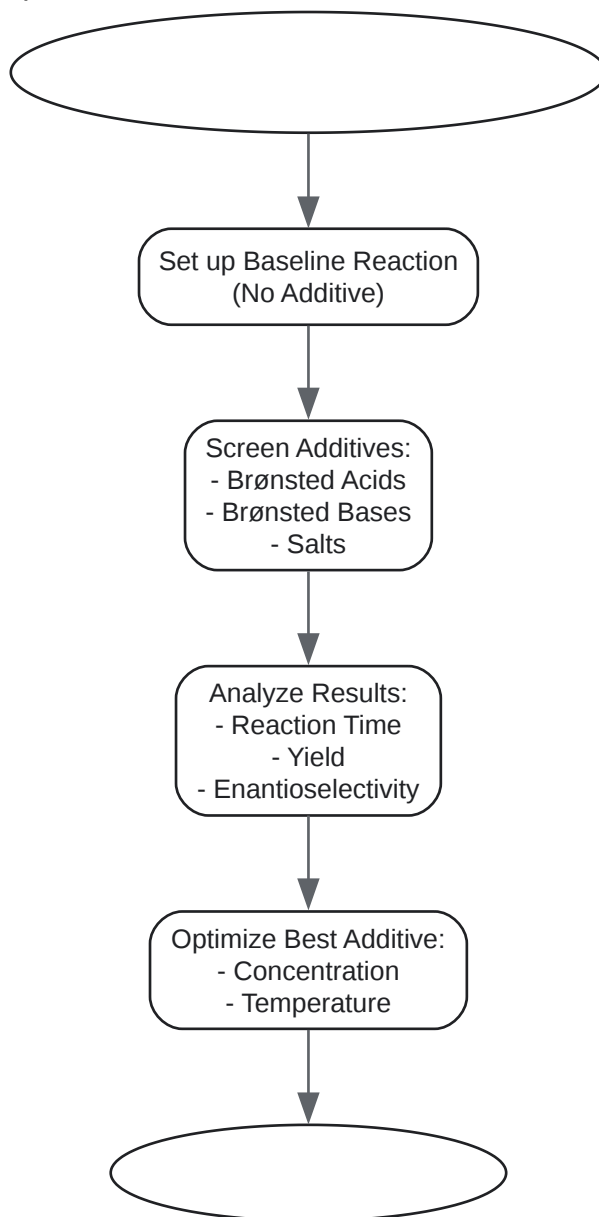 Set up Baseline Reaction
(No Additive)
Screen Additives:
- Brønsted Acids
- Brønsted Bases
- Salts
Analyze Results:
- Reaction Time
- Yield
- Enantioselectivity
Optimize Best Additive:
- Concentration
- Temperature